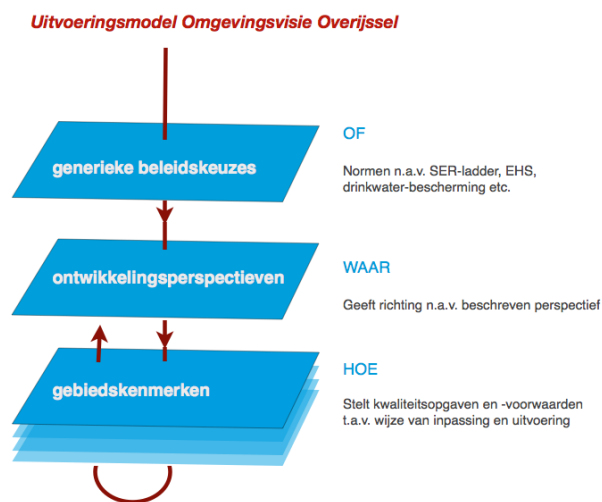 Uitvoeringsmodel Omgevingsvisie Overijssel
generieke beleidskeuzes
OF
Normen n.a.v. SER-ladder, EHS,
drinkwater-bescherming etc.
ontwikkelingsperspectieven
WAAR
Geeft richting n.a.v. beschreven perspectief
gebiedskenmerken
HOE
Stelt kwaliteitsopgaven en -voorwaarden
t.a.v. wijze van inpassing en uitvoering